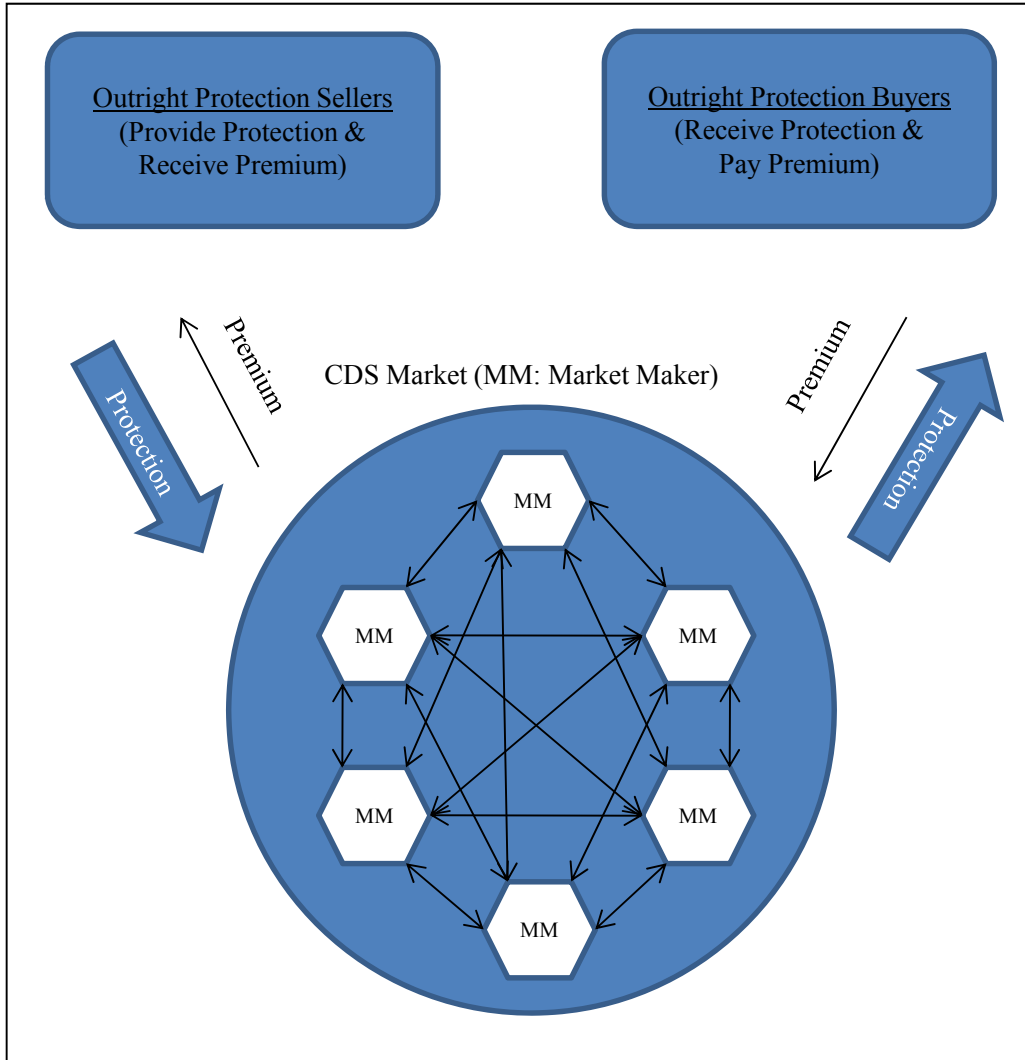 Outright Protection Sellers
(Provide Protection &
Receive Premium)
Outright Protection Buyers
(Receive Protection &
Pay Premium)
Protection
Premium
CDS Market (MM: Market Maker)
Premium
Protection
MM
MM
MM
MM
MM
MM